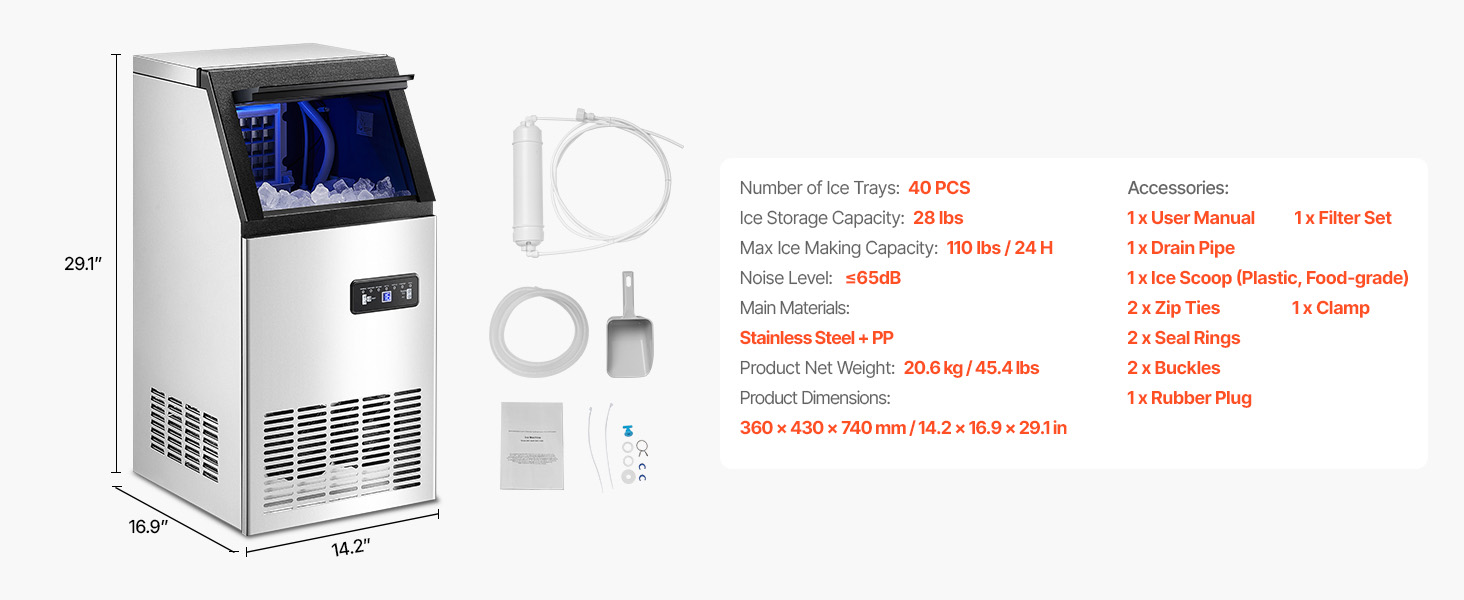 29.1”
16.9”
14.2”
Number of Ice Trays: 40 PCS
Ice Storage Capacity: 28 lbs
Max Ice Making Capacity: 110 lbs / 24 H
Noise Level: ≤65dB
Main Materials:
Stainless Steel + PP
Product Net Weight: 20.6 kg / 45.4 lbs
Product Dimensions:
360 × 430 × 740 mm / 14.2 × 16.9 × 29.1 in
Accessories:
1 x User Manual 1 x Filter Set
1 x Drain Pipe
1 x Ice Scoop (Plastic, Food-grade)
2 x Zip Ties 1 x Clamp
2 x Seal Rings
2 x Buckles
1 x Rubber Plug